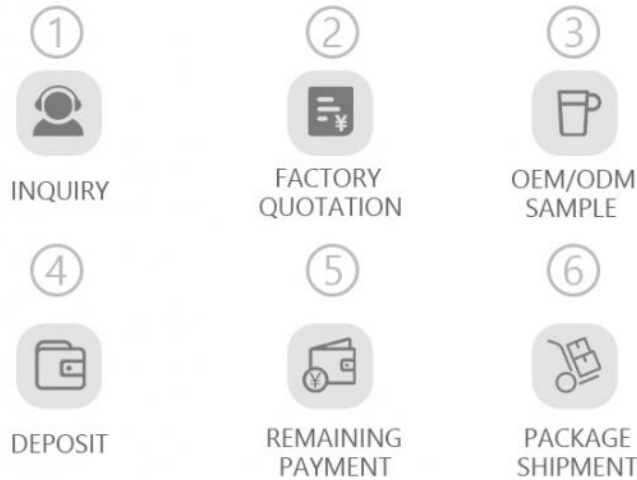 ① ② ③
INQUIRY
FACTORY
QUOTATION
OEM/ODM
SAMPLE
④ ⑤ ⑥
DEPOSIT
REMAINING
PAYMENT
PACKAGE
SHIPMENT